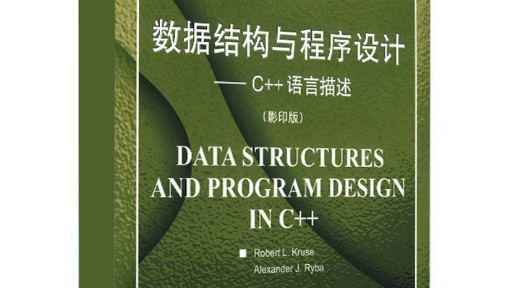 数据结构与程序设计
—— C++ 语言描述
（影印版）
DATA STRUCTURES
AND PROGRAM DESIGN
IN C++
■ Robert L. Kruse
Alexander J. Ryba